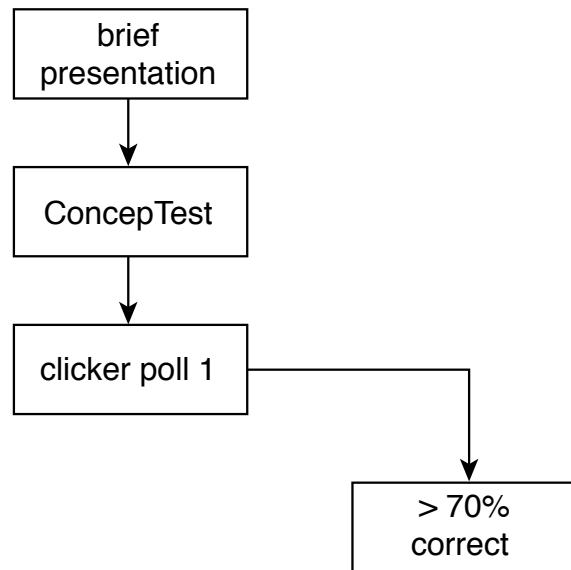 brief
presentation
ConcepTest
clicker poll 1
> 70%
correct